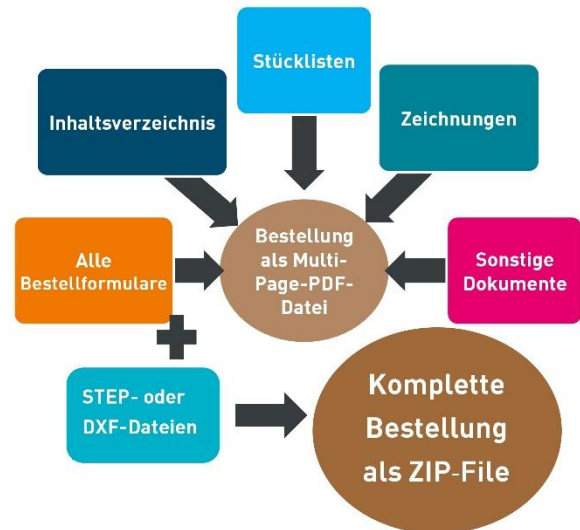 Stücklisten
Inhaltsverzeichnis
Zeichnungen
Alle
Bestellformulare
Bestellung
als Multi-
Page-PDF-
Datei
Sonstige
Dokumente
STEP- oder
DXF-Dateien
Komplette
Bestellung
als ZIP-File